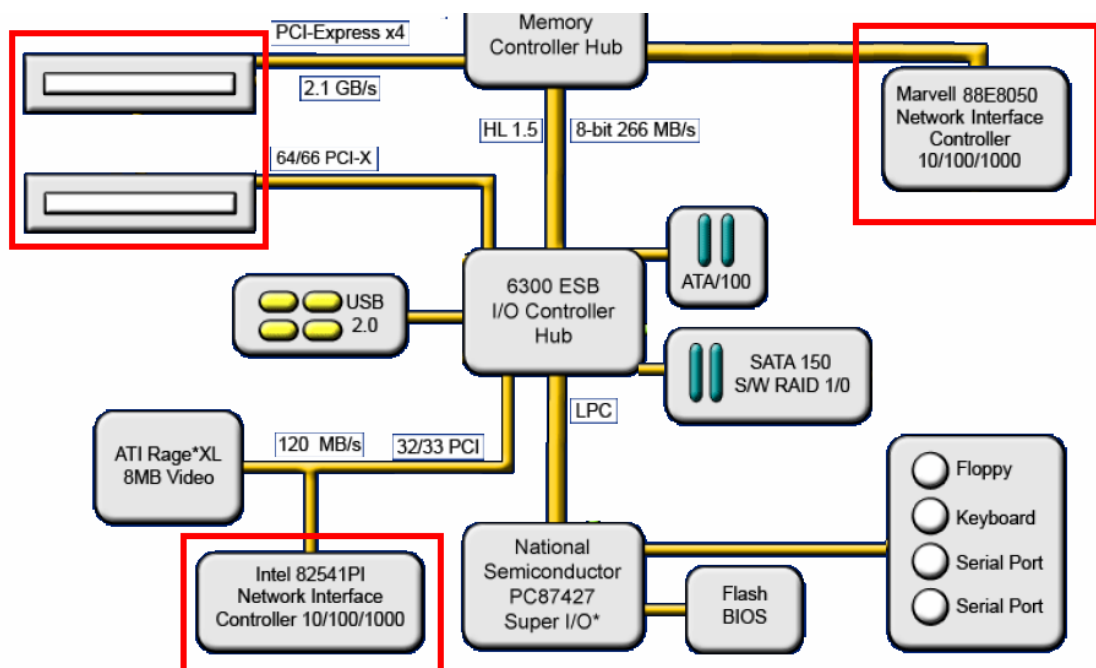 PCI-Express x4
Memory
Controller Hub
2.1 GB/s
Marvell 88E8050
Network Interface
Controller
10/100/1000
HL 1.5
8-bit 266 MB/s
64/66 PCI-X
ATA/100
6300 ESB
I/O Controller
Hub
USB
2.0
SATA 150
S/W RAID 1/0
LPC
120 MB/s
32/33 PCI
ATI Rage*XL
8MB Video
Floppy
Keyboard
Serial Port
Serial Port
National
Semiconductor
PC87427
Super I/O*
Intel 82541PI
Network Interface
Controller 10/100/1000
Flash
BIOS